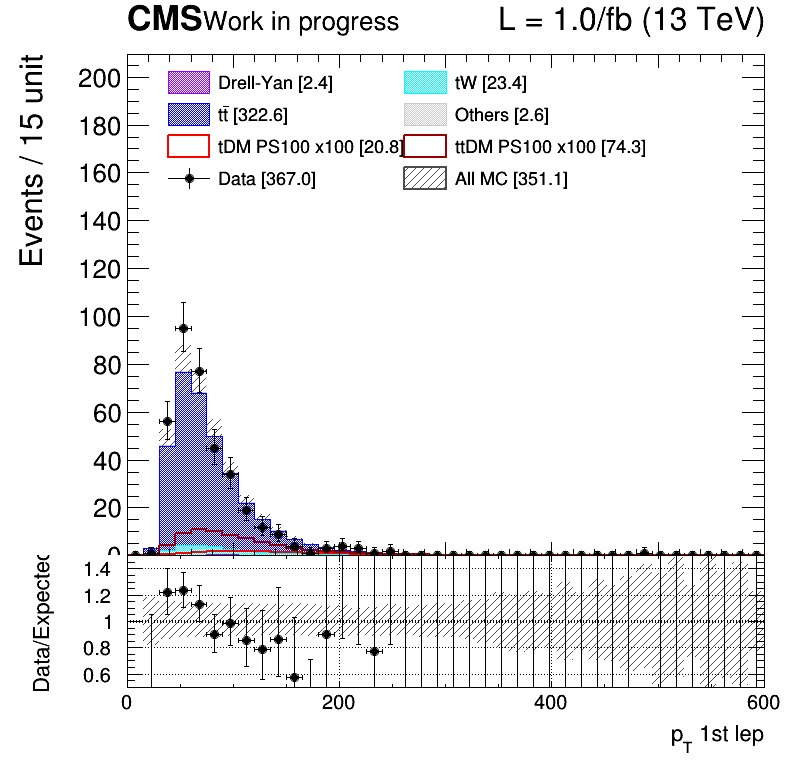 CMS Work in progress L = 1.0/fb (13 TeV)
Events / 15 unit
200
180
160
140
120
100
80
60
40
20
0
Drell-Yan [2.4] tW [23.4]
tt̄ [322.6] Others [2.6]
tDM PS100 x100 [20.8] ttDM PS100 x100 [74.3]
Data [367.0] All MC [351.1]
Data/Expected
1.4
1.2
1
0.8
0.6
0 200 400 600
p_T 1st lep